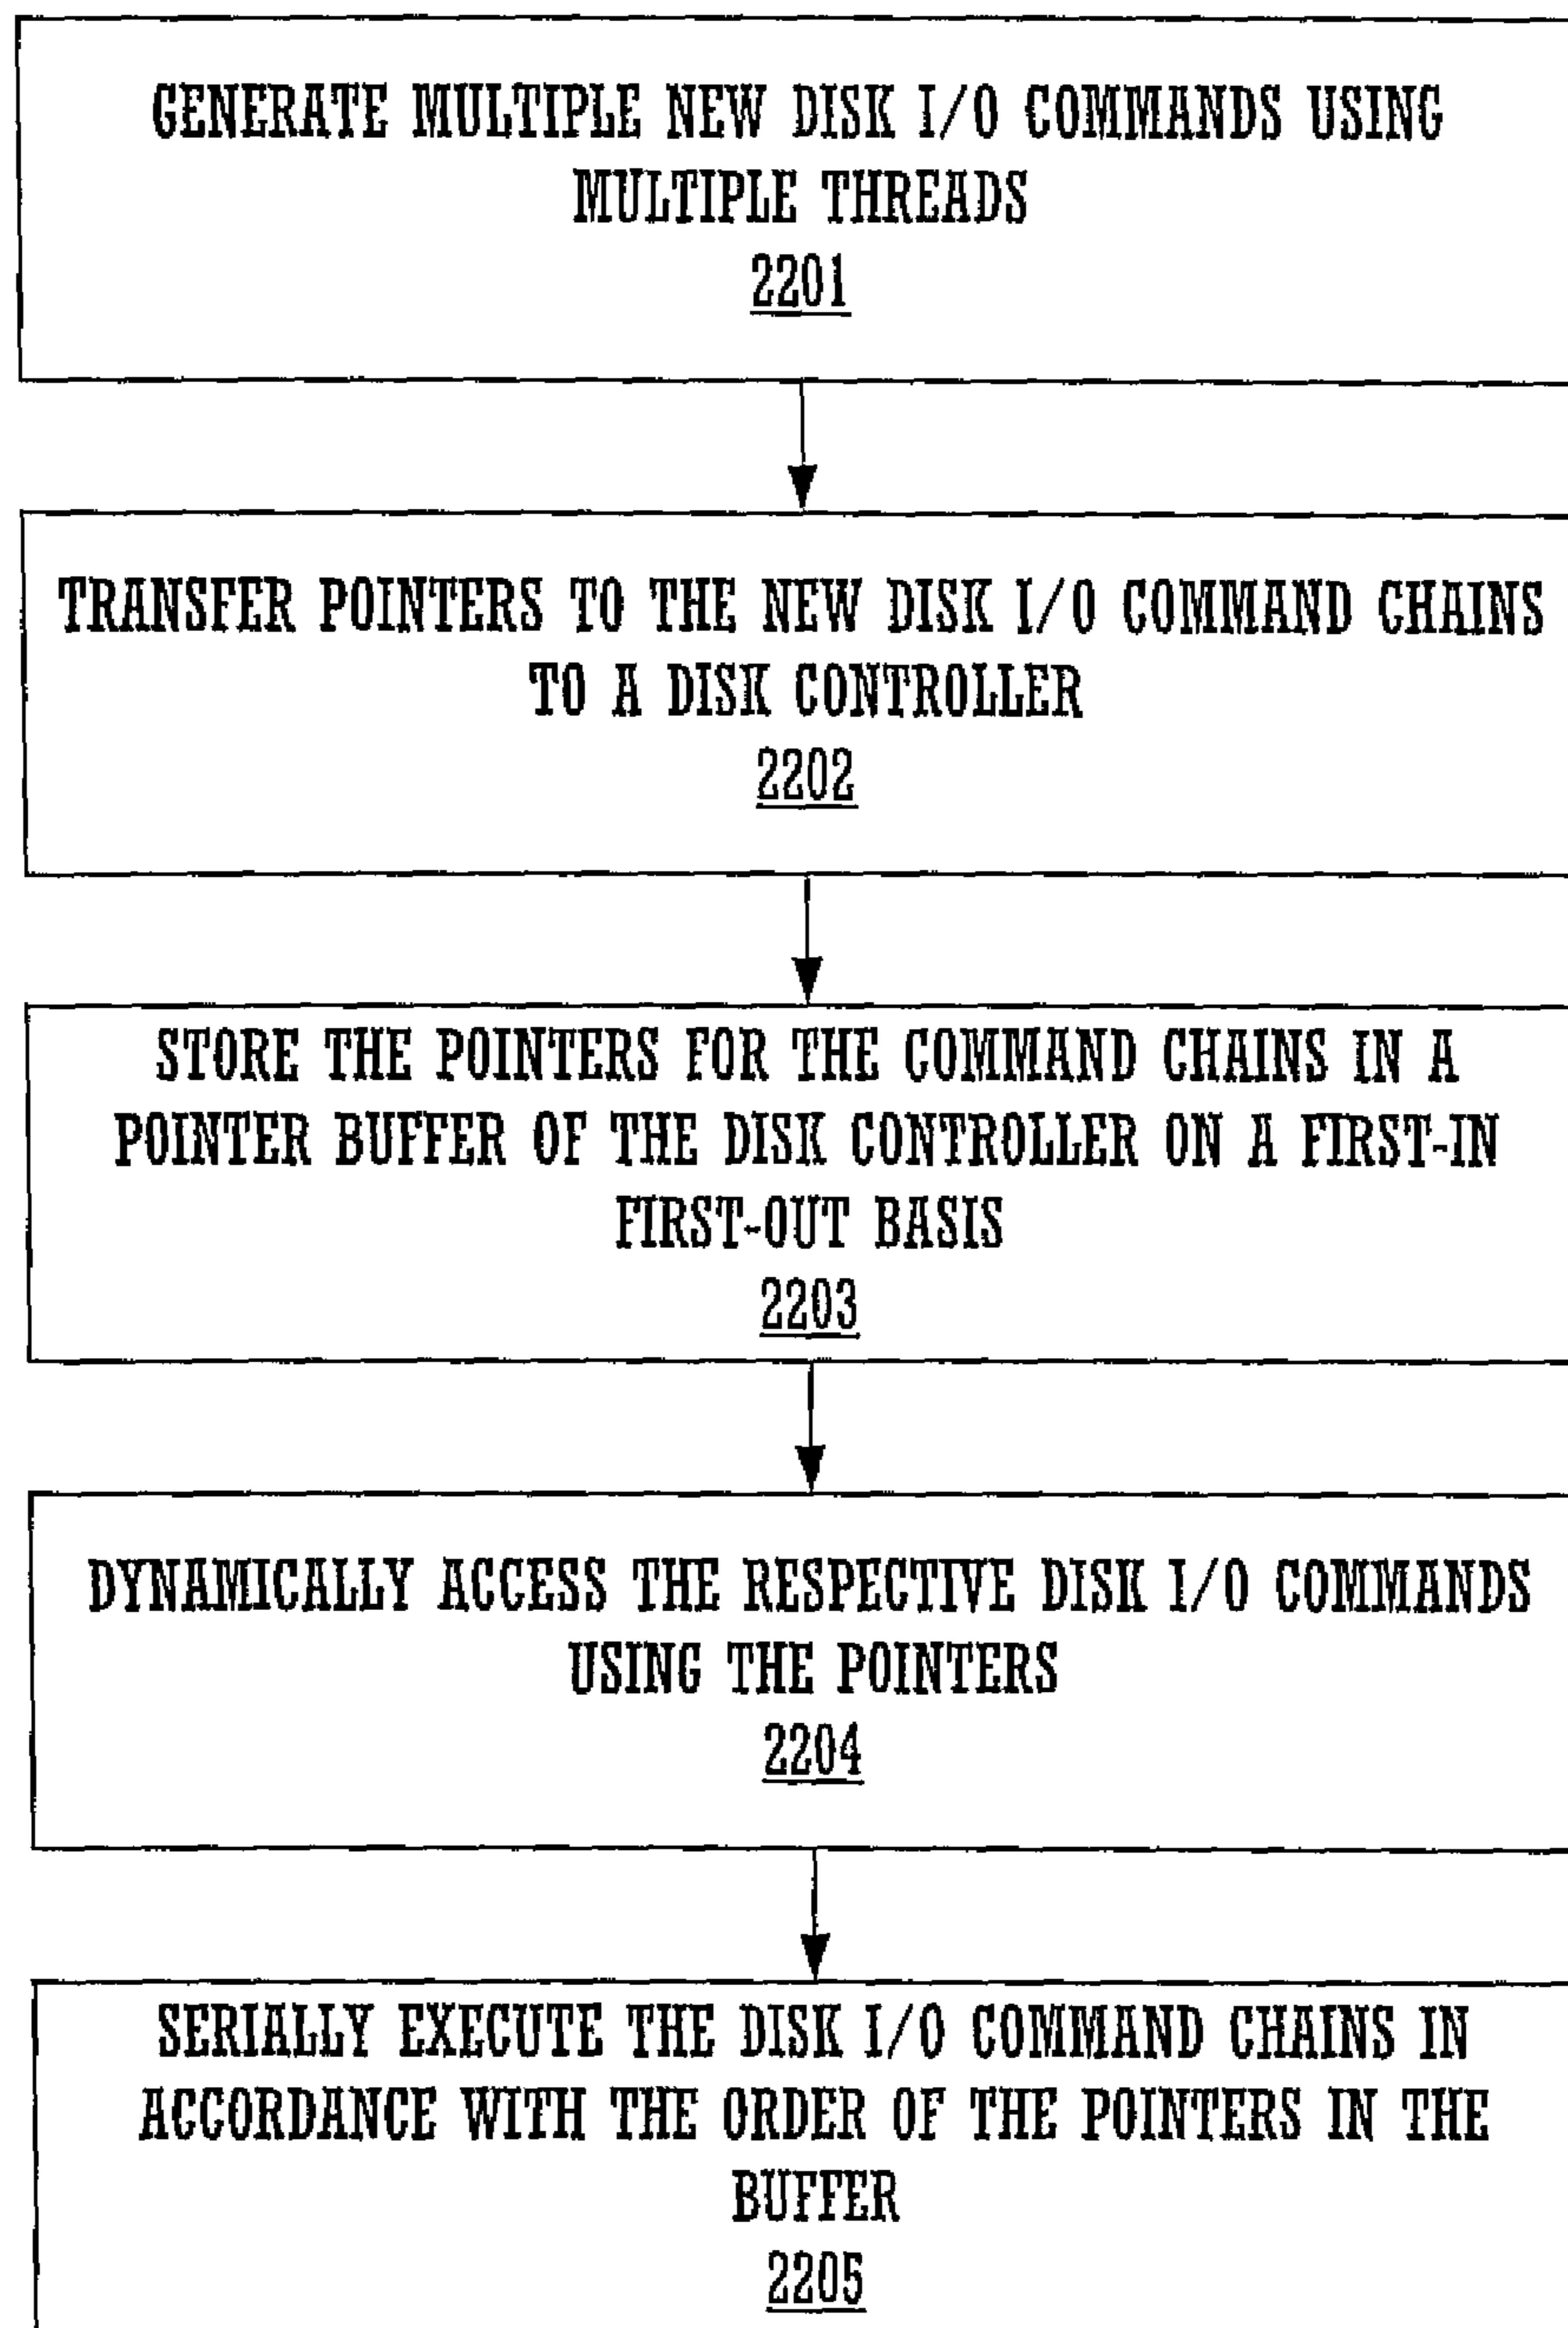 GENERATE MULTIPLE NEW DISK I/O COMMANDS USING
MULTIPLE THREADS
2201
TRANSFER POINTERS TO THE NEW DISK I/O COMMAND CHAINS
TO A DISK CONTROLLER
2202
STORE THE POINTERS FOR THE COMMAND CHAINS IN A
POINTER BUFFER OF THE DISK CONTROLLER ON A FIRST-IN
FIRST-OUT BASIS
2203
DYNAMICALLY ACCESS THE RESPECTIVE DISK I/O COMMANDS
USING THE POINTERS
2204
SERIALLY EXECUTE THE DISK I/O COMMAND CHAINS IN
ACCORDANCE WITH THE ORDER OF THE POINTERS IN THE
BUFFER
2205